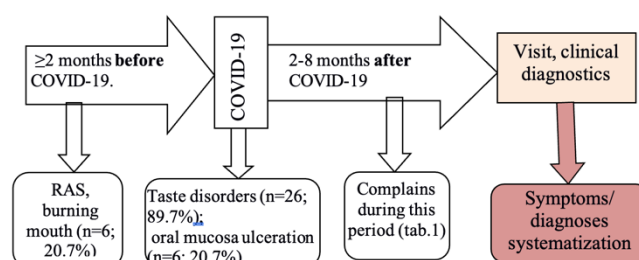 ≥2 months before
COVID-19.
COVID-19
2-8 months after
COVID-19
Visit, clinical
diagnostics
RAS,
burning
mouth (n=6;
20.7%)
Taste disorders (n=26;
89.7%);
oral mucosa ulceration
(n=6; 20.7%)
Complains
during this
period (tab.1)
Symptoms/
diagnoses
systematization